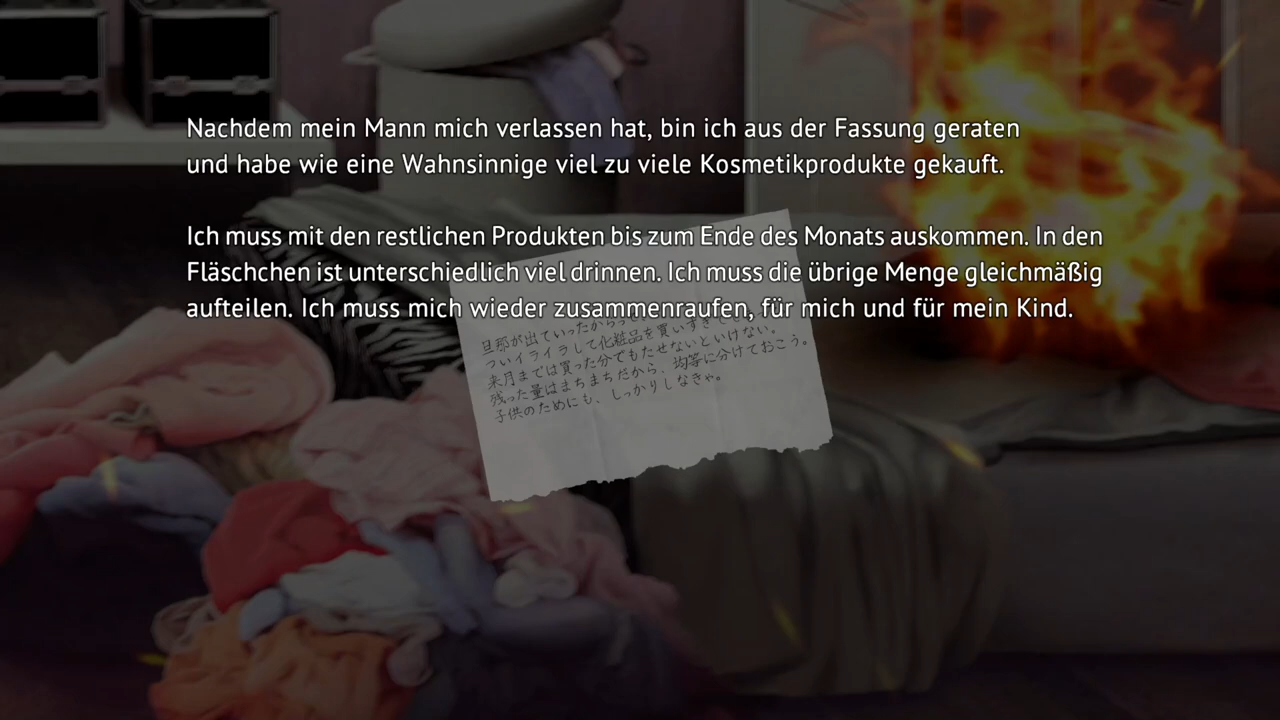 Nachdem mein Mann mich verlassen hat, bin ich aus der Fassung geraten
und habe wie eine Wahnsinnige viel zu viele Kosmetikprodukte gekauft.
Ich muss mit den restlichen Produkten bis zum Ende des Monats auskommen. In den
Fläschchen ist unterschiedlich viel drinnen. Ich muss die übrige Menge gleichmäßig
aufteilen. Ich muss mich wieder zusammenraufen, für mich und für mein Kind.
旦那が出ていったからって
ついイライラして化粧品を買いすぎ
来月までは買った分でもたせないといけない。
残った量はまちまちだから、均等に分けておこう。
子供のためにも、しっかりしなきゃ。